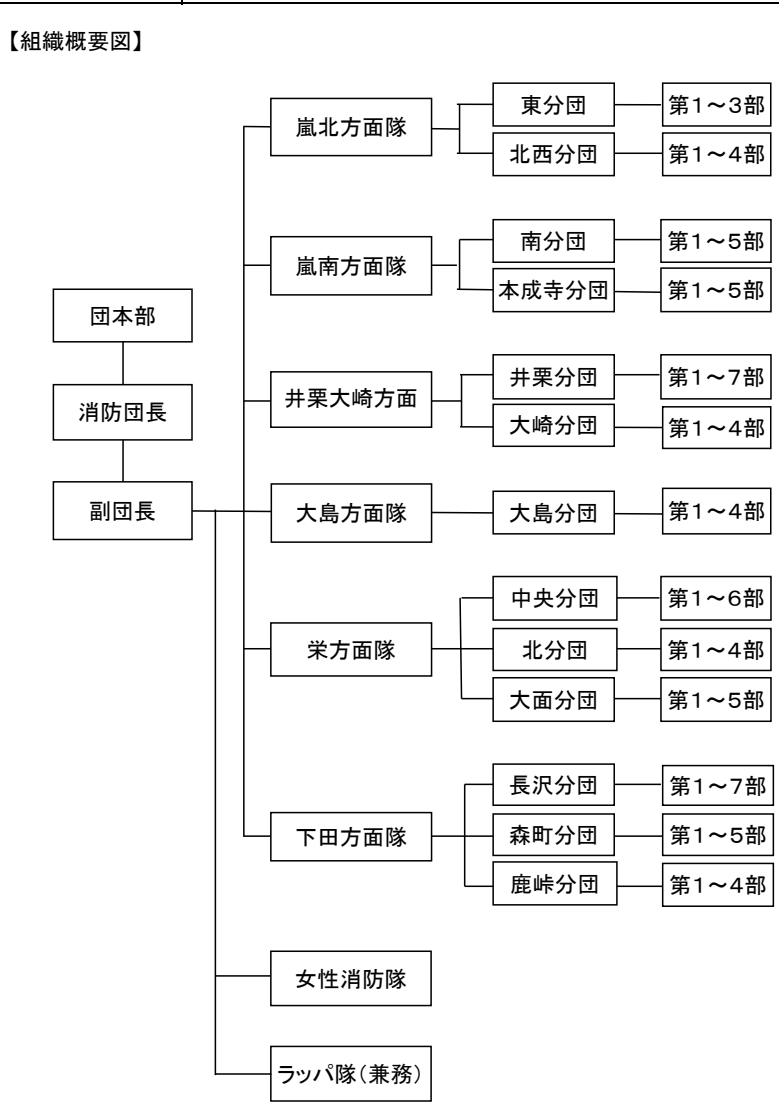 【組織概要図】
団本部
消防団長
副団長
嵐北方面隊
東分団
第1～3部
北西分団
第1～4部
嵐南方面隊
南分団
第1～5部
本成寺分団
第1～5部
井栗大崎方面
井栗分団
第1～7部
大崎分団
第1～4部
大島方面隊
大島分団
第1～4部
栄方面隊
中央分団
第1～6部
北分団
第1～4部
大面分団
第1～5部
下田方面隊
長沢分団
第1～7部
森町分団
第1～5部
鹿峠分団
第1～4部
女性消防隊
ラッパ隊（兼務）